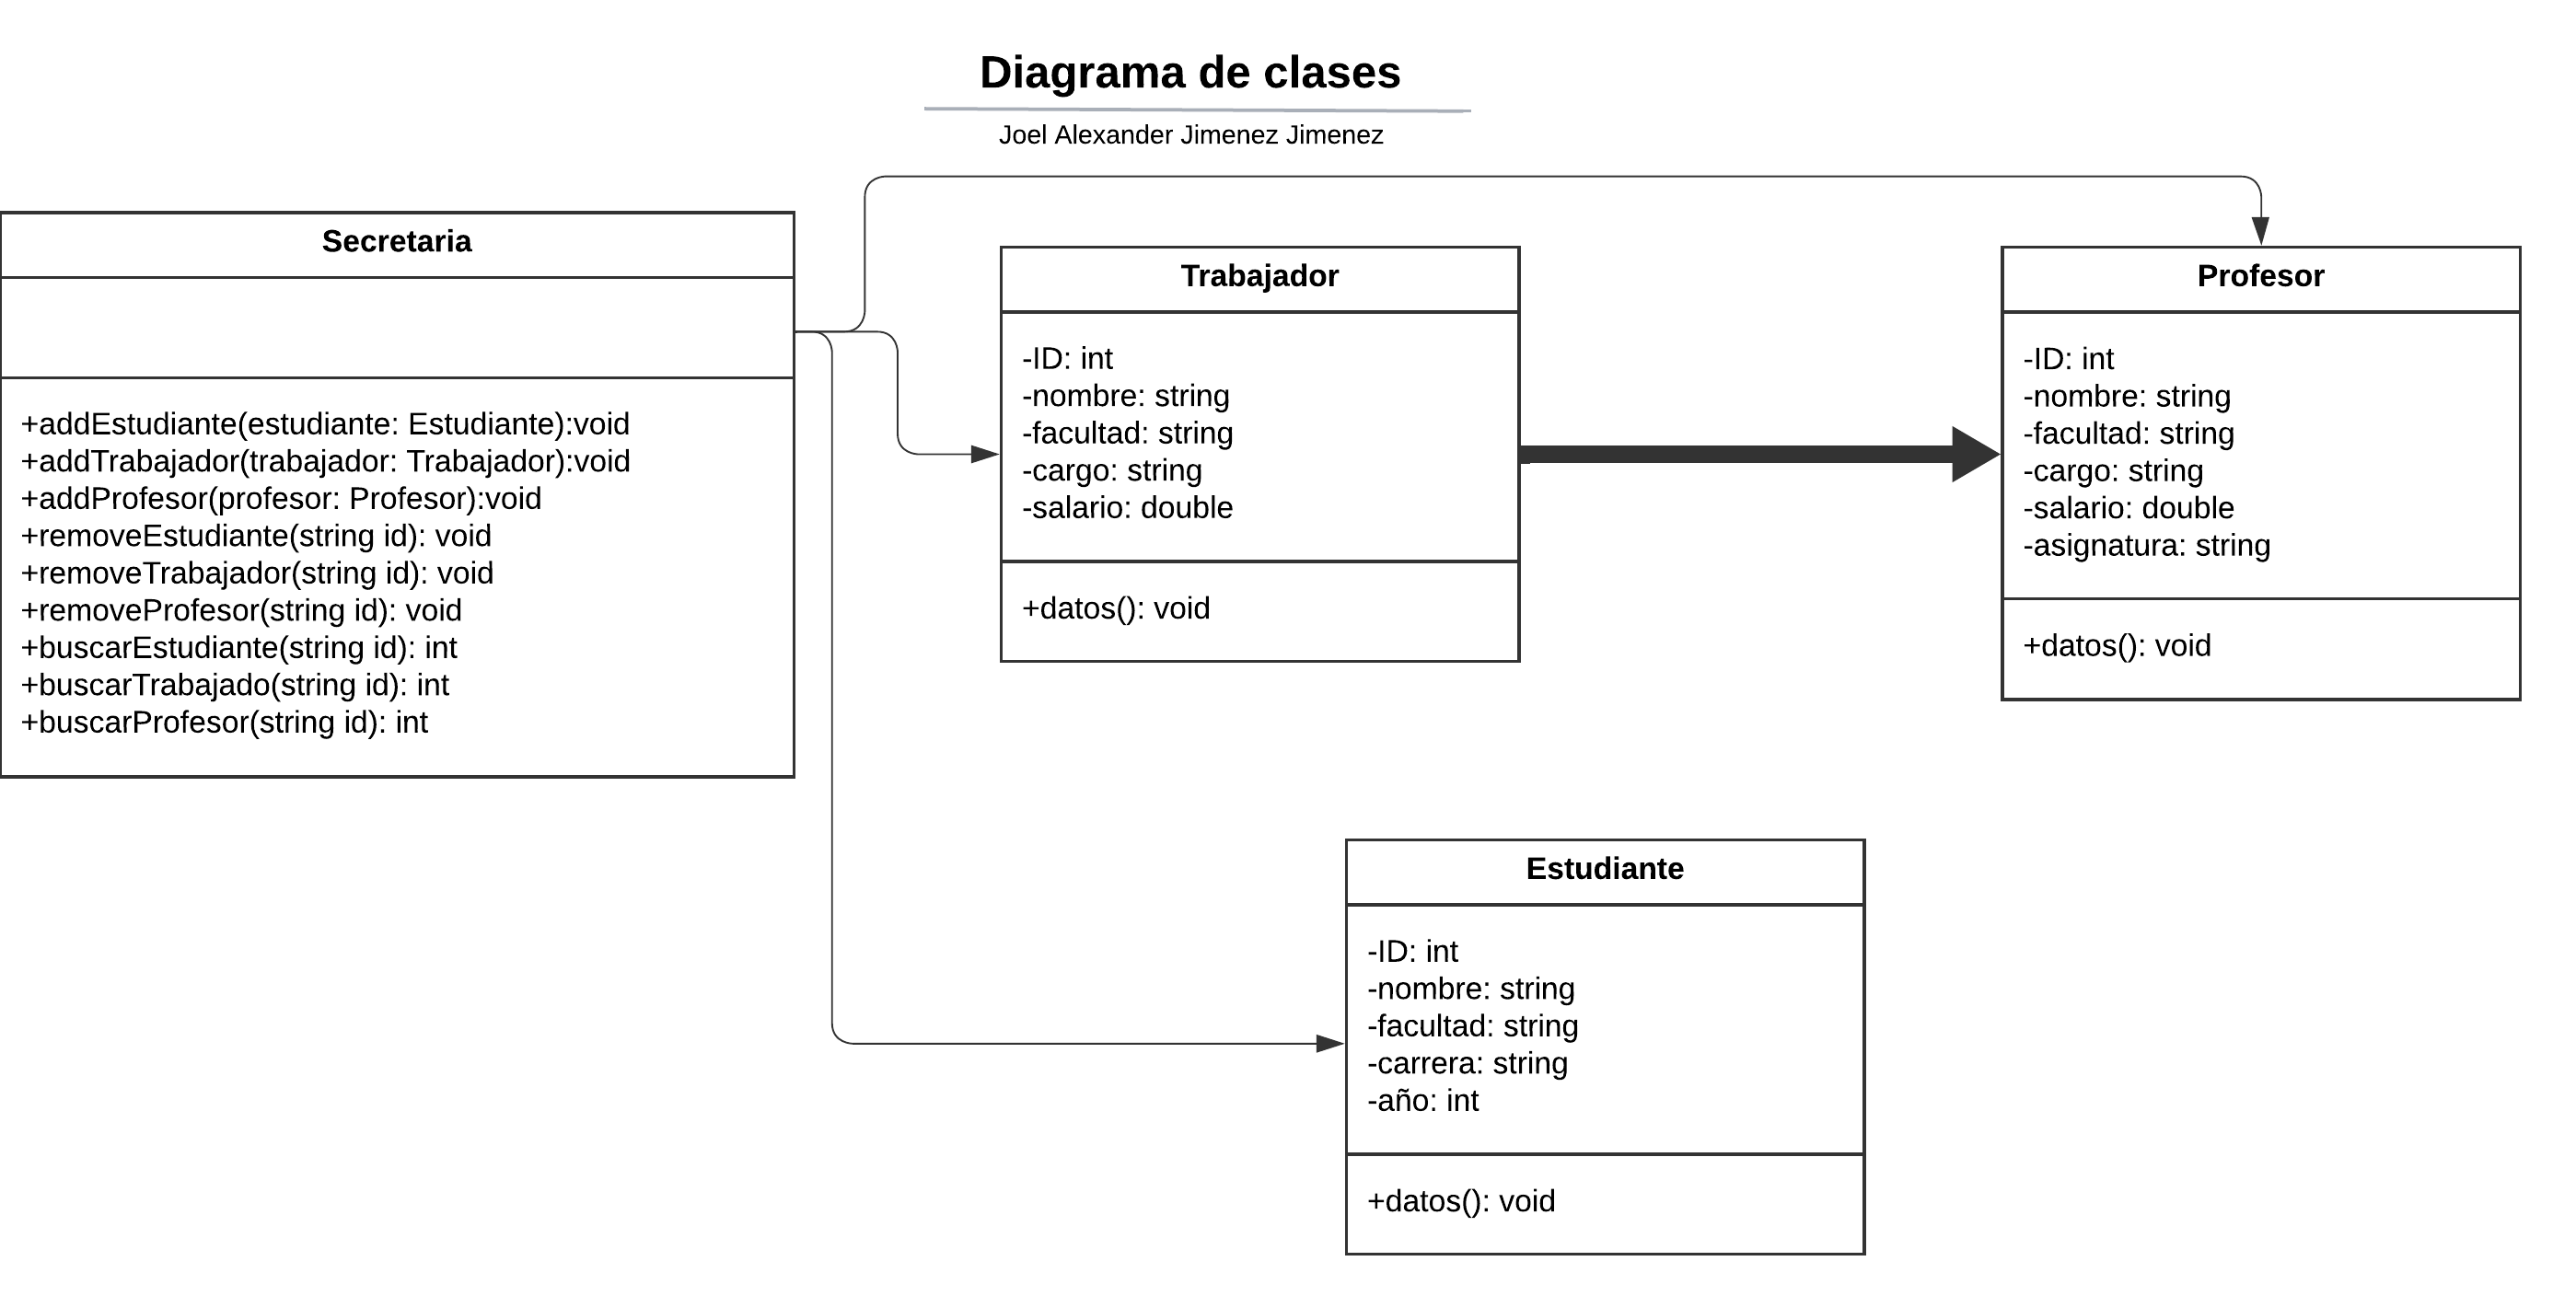 Diagrama de clases
Joel Alexander Jimenez Jimenez
Secretaria
+addEstudiante(estudiante: Estudiante):void
+addTrabajador(trabajador: Trabajador):void
+addProfesor(profesor: Profesor):void
+removeEstudiante(string id): void
+removeTrabajador(string id): void
+removeProfesor(string id): void
+buscarEstudiante(string id): int
+buscarTrabajado(string id): int
+buscarProfesor(string id): int
Trabajador
-ID: int
-nombre: string
-facultad: string
-cargo: string
-salario: double
+datos(): void
Profesor
-ID: int
-nombre: string
-facultad: string
-cargo: string
-salario: double
-asignatura: string
+datos(): void
Estudiante
-ID: int
-nombre: string
-facultad: string
-carrera: string
-año: int
+datos(): void